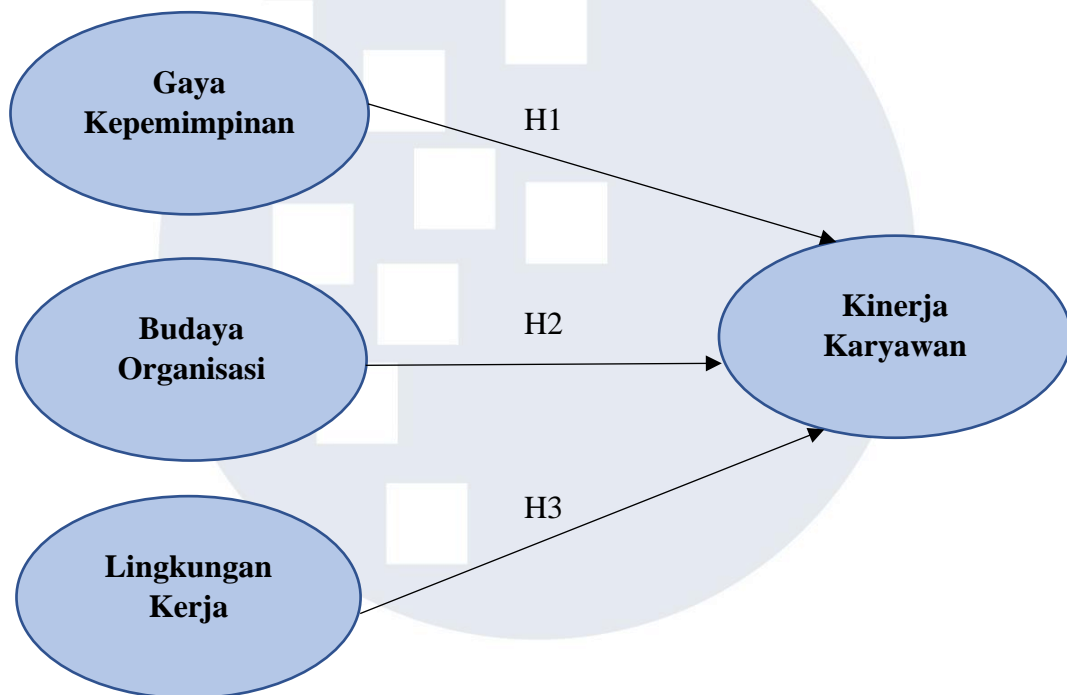 Gaya
Kepemimpinan
H1
Budaya
Organisasi
H2
Kinerja
Karyawan
H3
Lingkungan
Kerja